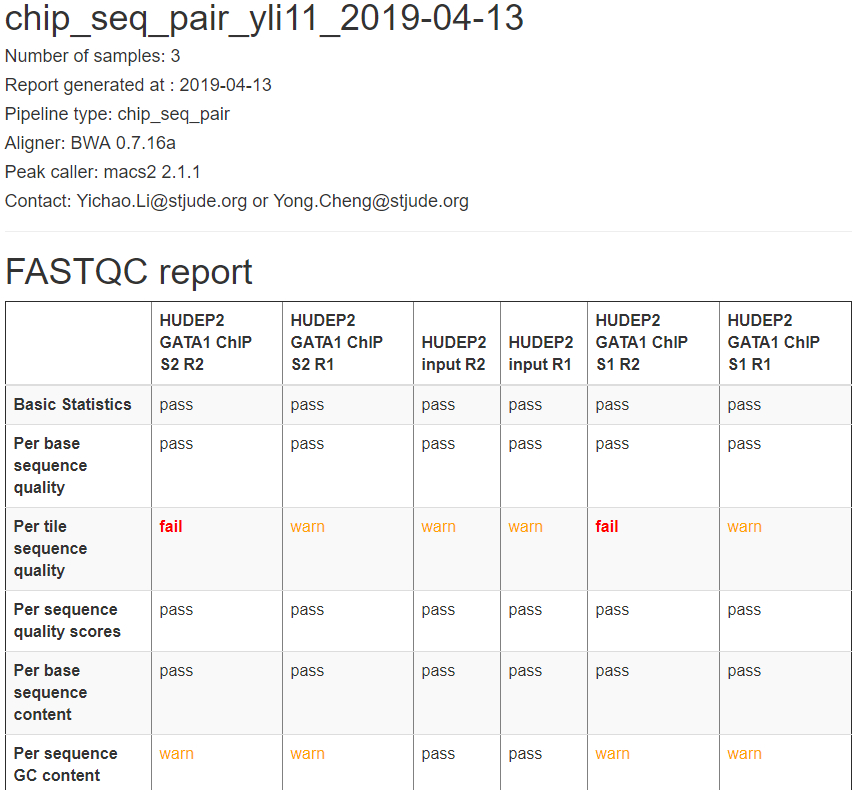 chip_seq_pair_yli11_2019-04-13
Number of samples: 3
Report generated at : 2019-04-13
Pipeline type: chip_seq_pair
Aligner: BWA 0.7.16a
Peak caller: macs2 2.1.1
Contact: Yichao.Li@stjude.org or Yong.Cheng@stjude.org
FASTQC report
HUDEP2 GATA1 ChIP S2 R2 HUDEP2 GATA1 ChIP S2 R1 HUDEP2 input R2 HUDEP2 input R1 HUDEP2 GATA1 ChIP S1 R2 HUDEP2 GATA1 ChIP S1 R1
Basic Statistics pass pass pass pass pass pass
Per base sequence quality pass pass pass pass pass pass
Per tile sequence quality fail warn warn warn fail warn
Per sequence quality scores pass pass pass pass pass pass
Per base sequence content pass pass pass pass pass pass
Per sequence GC content warn warn pass pass warn warn